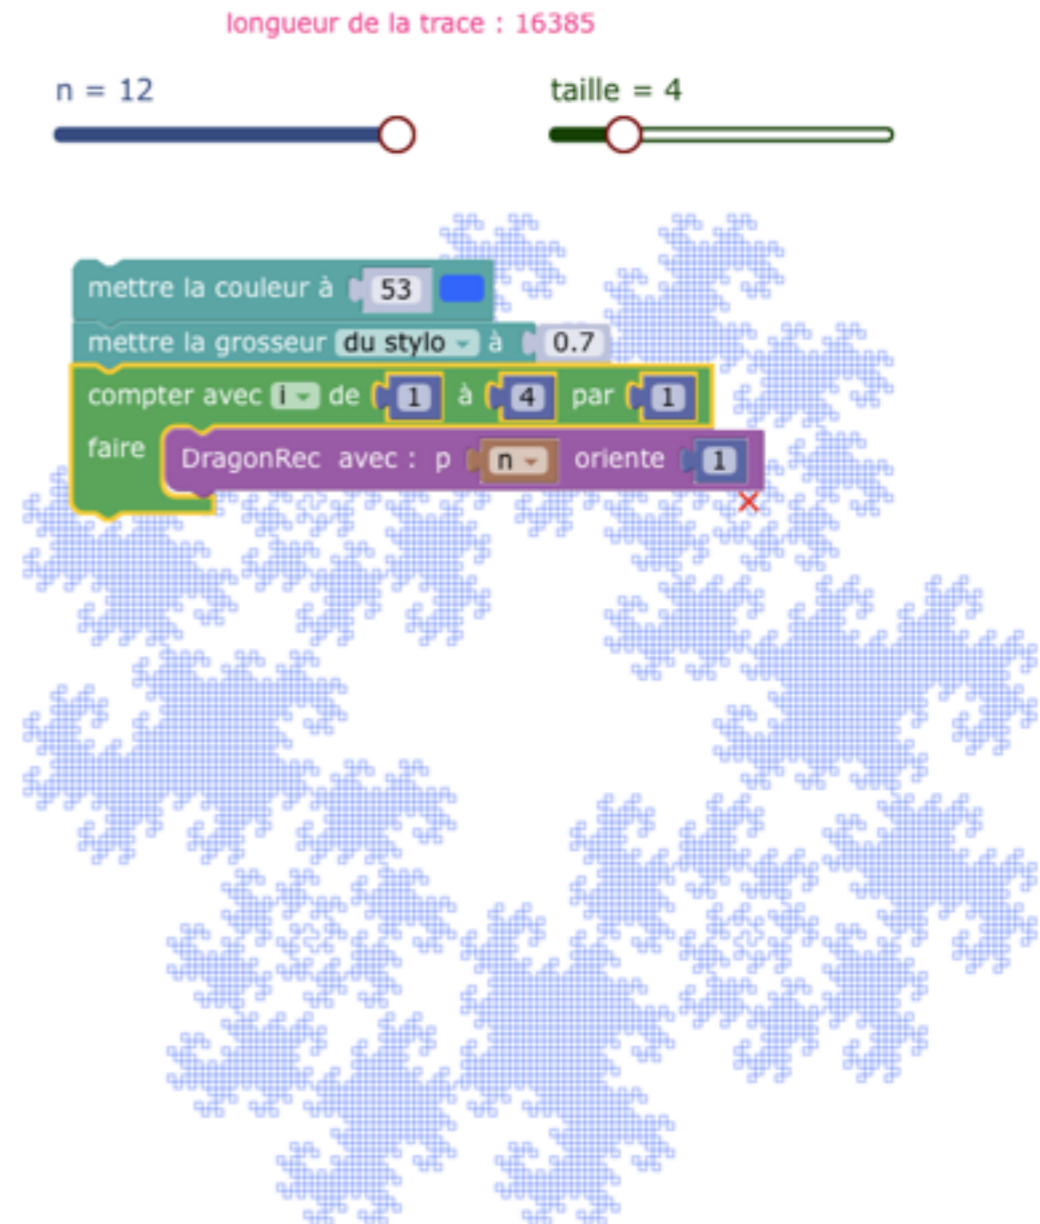 longueur de la trace : 16385
n = 12 taille = 4
mettre la couleur à 53
mettre la grosseur du stylo à 0.7
compter avec i de 1 à 4 par 1
faire DragonRec avec : p n oriente 1